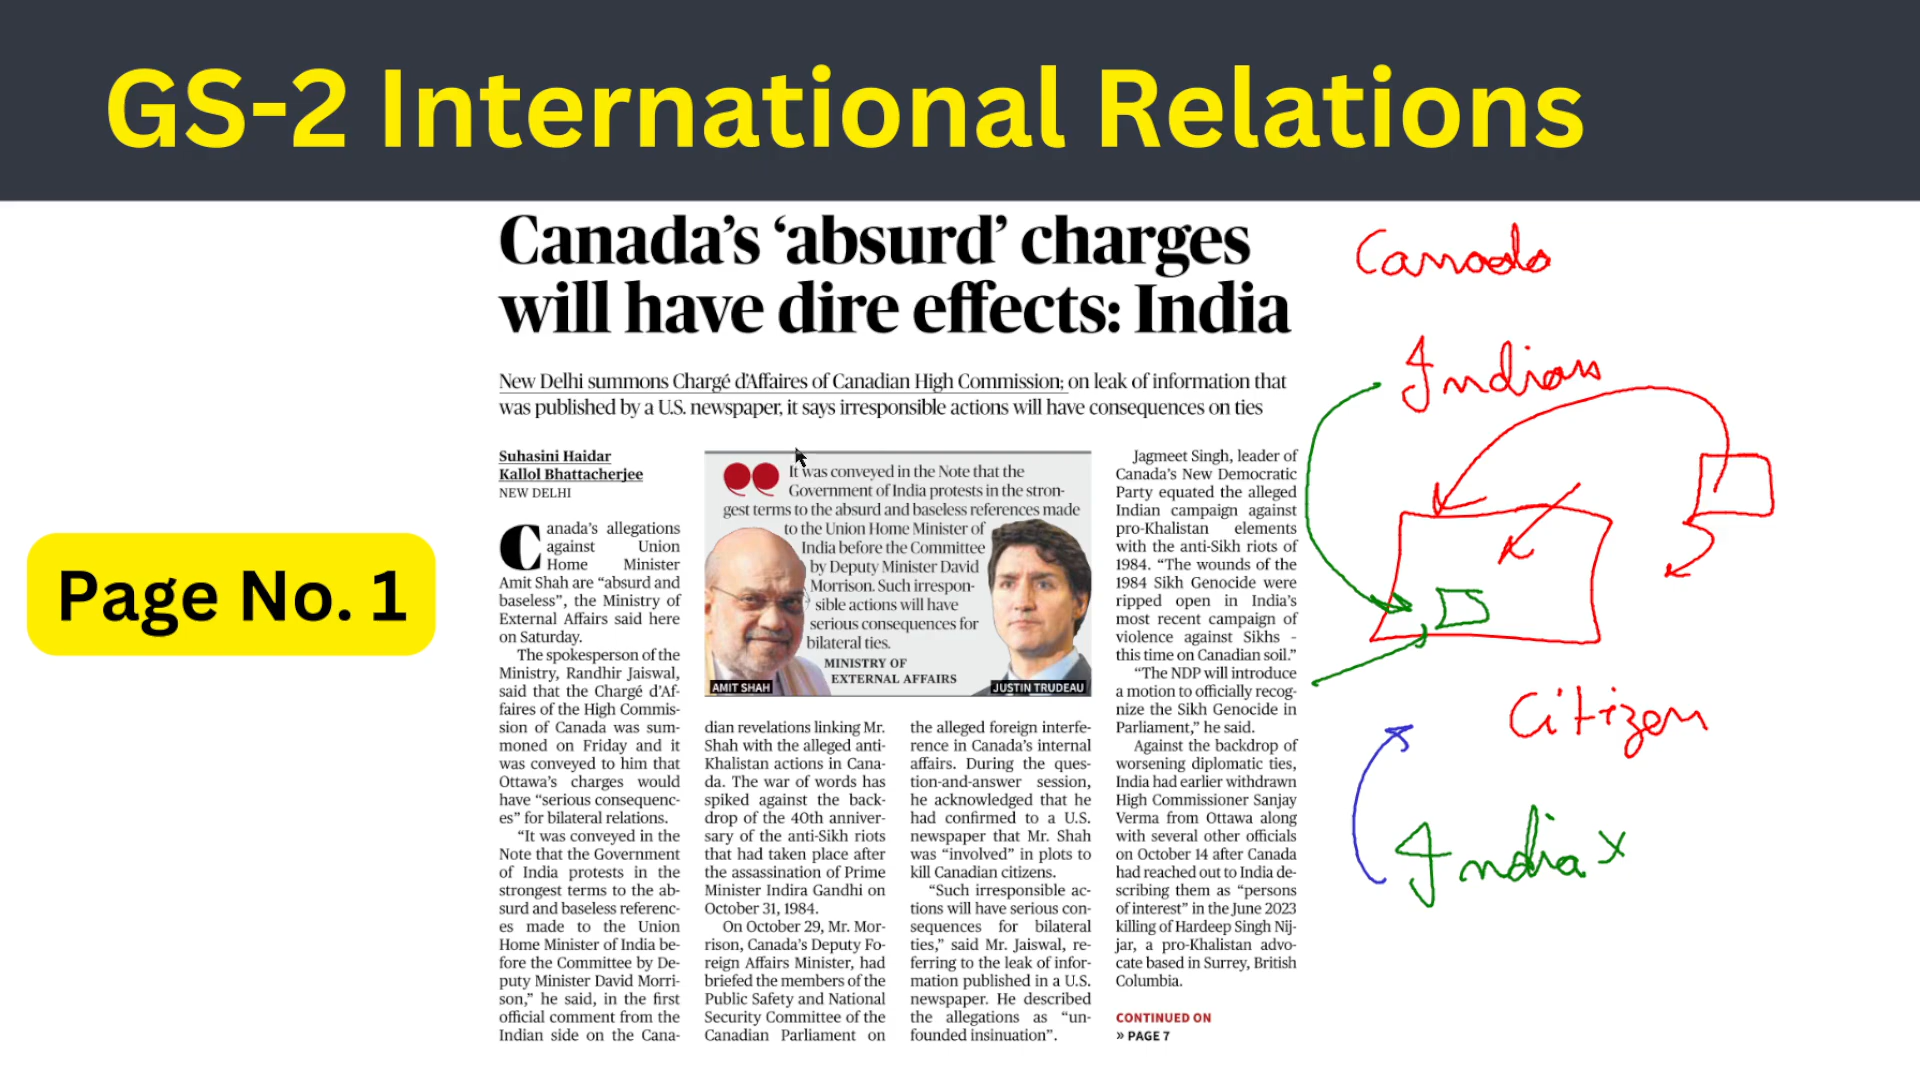 GS-2 International Relations
Canada's ‘absurd’ charges
will have dire effects: India
New Delhi summons Chargé d'Affaires of Canadian High Commission; on leak of information that
was published by a U.S. newspaper, it says irresponsible actions will have consequences on ties
Page No. 1
Suhasini Haidar
Kallol Bhattacherjee
NEW DELHI
Canada's allegations
against Union
Home Minister
Amit Shah are “absurd and
baseless”, the Ministry of
External Affairs said here
on Saturday.
The spokesperson of the
Ministry, Randhir Jaiswal,
said that the Chargé d'Af-
faires of the High Commis-
sion of Canada was sum-
moned on Friday and it
was conveyed to him that
Ottawa's charges would
have “serious consequenc-
es” for bilateral relations.
“It was conveyed in the
Note that the Government
of India protests in the
strongest terms to the ab-
surd and baseless referenc-
es made to the Union
Home Minister of India be-
fore the Committee by De-
puty Minister David Morri-
son,” he said, in the first
official comment from the
Indian side on the Cana-
It was conveyed in the Note that the
Government of India protests in the stron-
gest terms to the absurd and baseless references made
to the Union Home Minister of
India before the Committee
by Deputy Minister David
Morrison. Such irrespon-
sible actions will have
serious consequences for
bilateral ties.
MINISTRY OF
EXTERNAL AFFAIRS
AMIT SHAH
JUSTIN TRUDEAU
dian revelations linking Mr.
Shah with the alleged anti-
Khalistan actions in Cana-
da. The war of words has
spiked against the back-
drop of the 40th anniver-
sary of the anti-Sikh riots
that had taken place after
the assassination of Prime
Minister Indira Gandhi on
October 31, 1984.
On October 29, Mr. Mor-
rison, Canada's Deputy Fo-
reign Affairs Minister, had
briefed the members of the
Public Safety and National
Security Committee of the
Canadian Parliament on
the alleged foreign interfe-
rence in Canada's internal
affairs. During the ques-
tion-and-answer session,
he acknowledged that he
had confirmed to a U.S.
newspaper that Mr. Shah
was “involved” in plots to
kill Canadian citizens.
“Such irresponsible ac-
tions will have serious con-
sequences for bilateral
ties,” said Mr. Jaiswal, re-
ferring to the leak of infor-
mation published in a U.S.
newspaper. He described
the allegations as “un-
founded insinuation”.
Jagmeet Singh, leader of
Canada's New Democratic
Party equated the alleged
Indian campaign against
pro-Khalistan elements
with the anti-Sikh riots of
1984. “The wounds of the
1984 Sikh Genocide were
ripped open in India's
most recent campaign of
violence against Sikhs -
this time on Canadian soil.”
“The NDP will introduce
a motion to officially recog-
nize the Sikh Genocide in
Parliament,” he said.
Against the backdrop of
worsening diplomatic ties,
India had earlier withdrawn
High Commissioner Sanjay
Verma from Ottawa along
with several other officials
on October 14 after Canada
had reached out to India de-
scribing them as “persons
of interest” in the June 2023
killing of Hardeep Singh Nij-
jar, a pro-Khalistan advo-
cate based in Surrey, British
Columbia.
CONTINUED ON
» PAGE 7
Canada
Indians
Citizen
India x